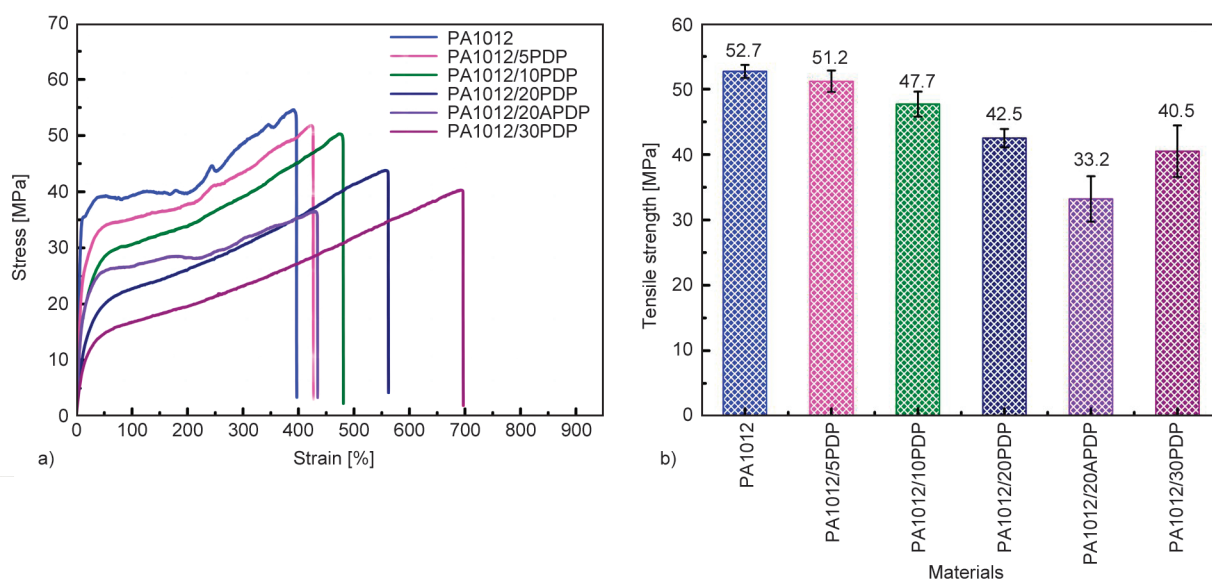 70
60
50
40
30
20
10
0
Stress [MPa]
PA1012
PA1012/5PDP
PA1012/10PDP
PA1012/20PDP
PA1012/20APDP
PA1012/30PDP
0 100 200 300 400 500 600 700 800 900
Strain [%]
a)
60
50
40
30
20
10
0
Tensile strength [MPa]
52.7
51.2
47.7
42.5
33.2
40.5
PA1012
PA1012/5PDP
PA1012/10PDP
PA1012/20PDP
PA1012/20APDP
PA1012/30PDP
Materials
b)